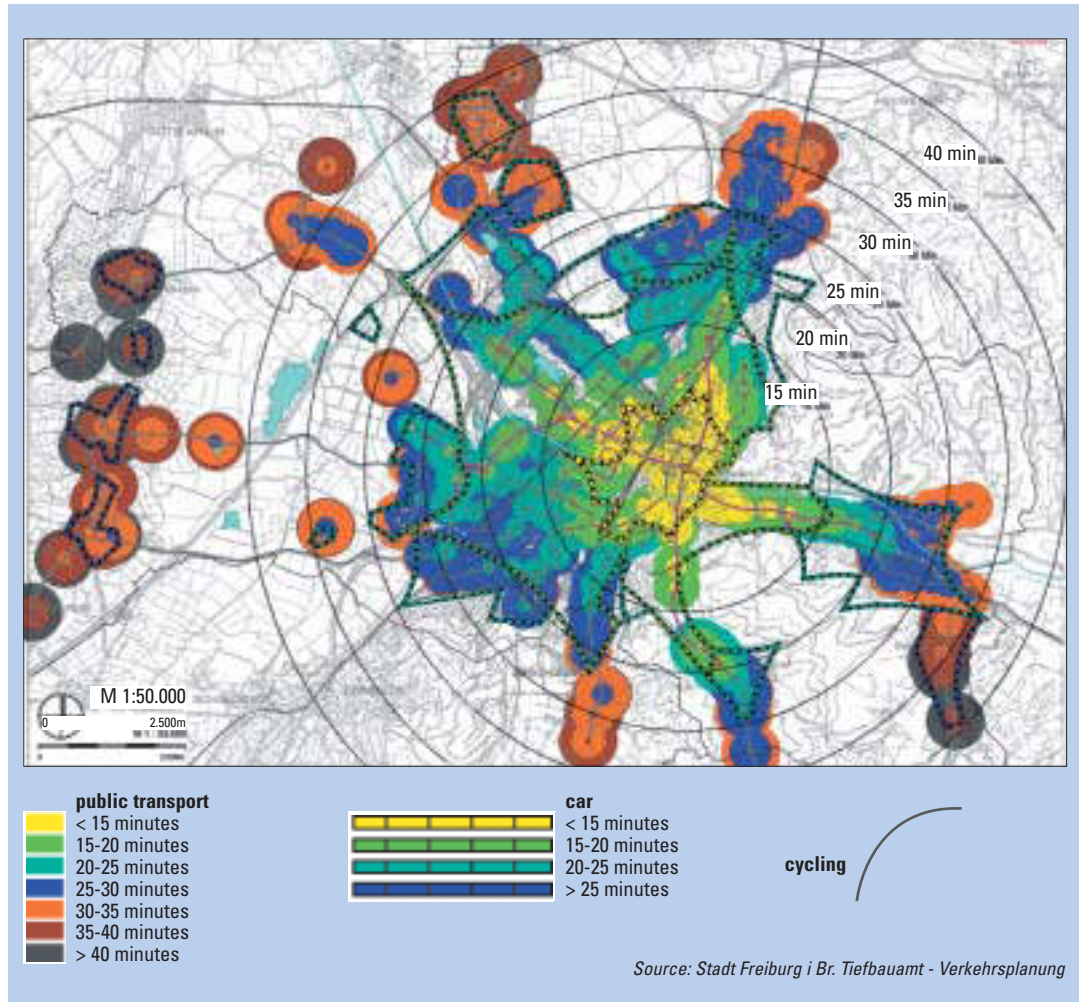 40 min
35 min
30 min
25 min
20 min
15 min
M 1:50.000
0 2.500m
public transport
< 15 minutes
15-20 minutes
20-25 minutes
25-30 minutes
30-35 minutes
35-40 minutes
> 40 minutes
car
< 15 minutes
15-20 minutes
20-25 minutes
> 25 minutes
cycling
Source: Stadt Freiburg i Br. Tiefbauamt - Verkehrsplanung